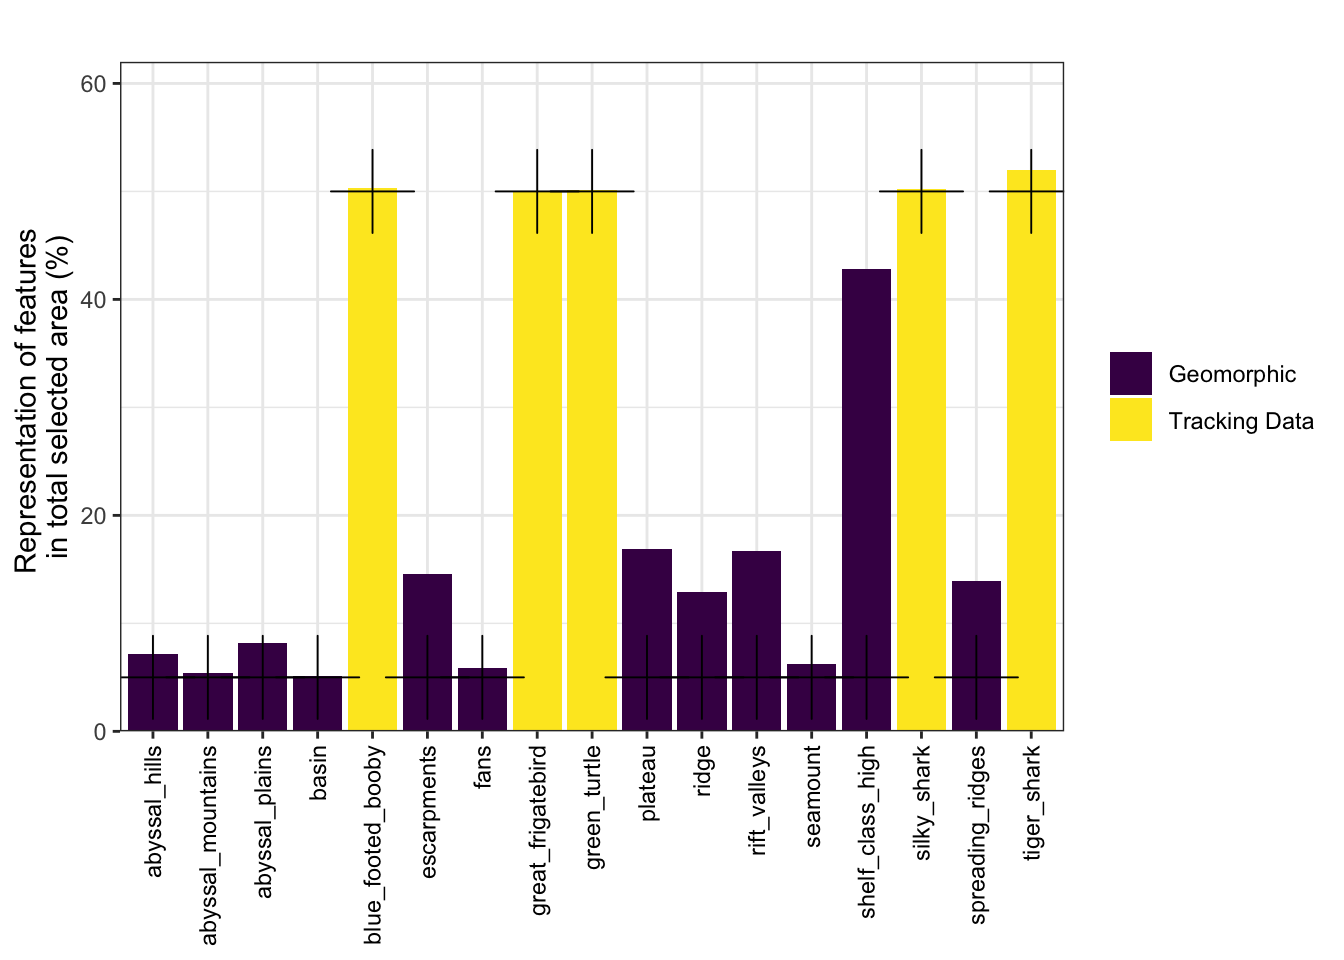 Representation of features
in total selected area (%)
60
40
20
0
abyssal_hills
abyssal_mountains
abyssal_plains
basin
blue_footed_booby
escarpments
fans
great_frigatebird
green_turtle
plateau
ridge
rift_valleys
seamount
shelf_class_high
silky_shark
spreading_ridges
tiger_shark
Geomorphic
Tracking Data